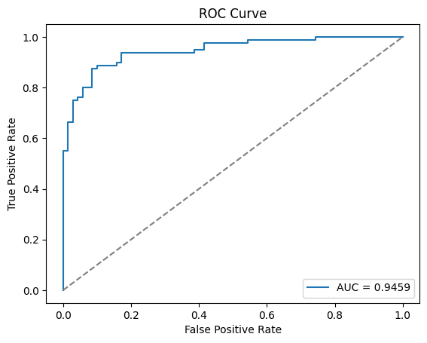 ROC Curve
True Positive Rate
1.0
0.8
0.6
0.4
0.2
0.0
AUC = 0.9459
0.0 0.2 0.4 0.6 0.8 1.0
False Positive Rate